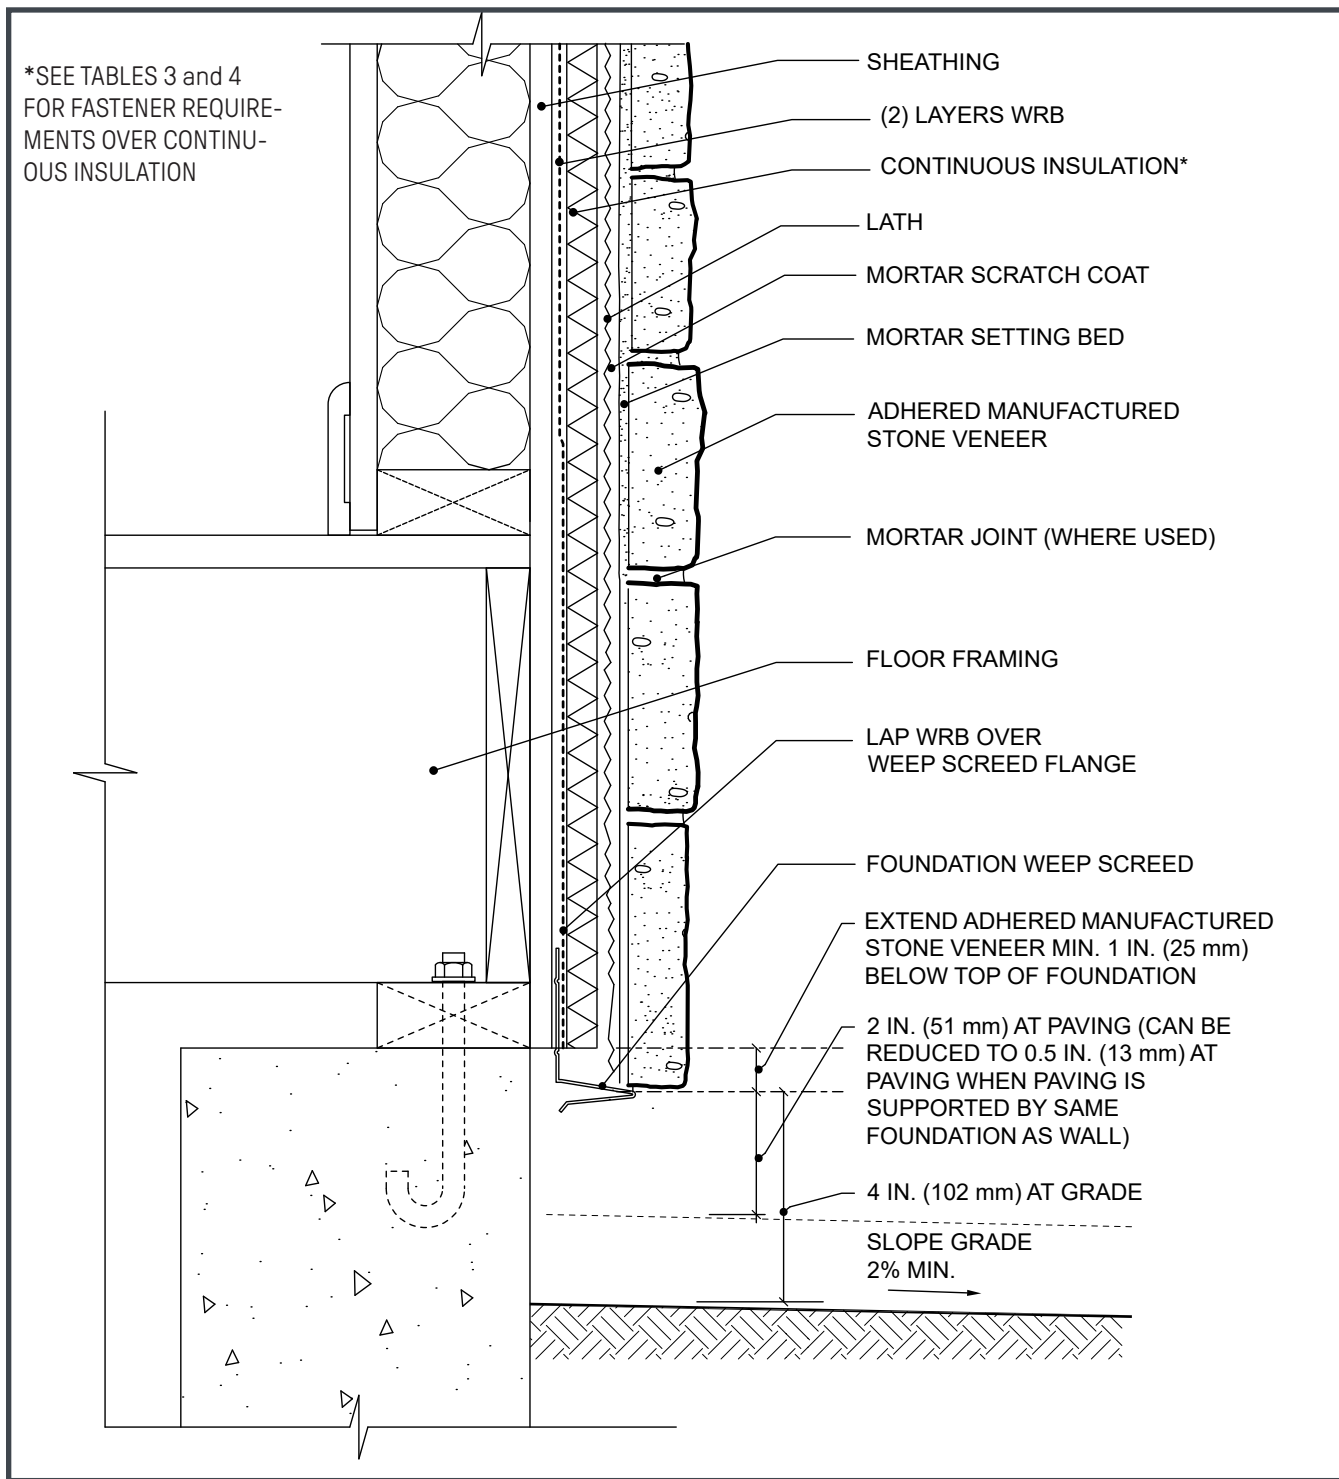 *SEE TABLES 3 and 4
FOR FASTENER REQUIRE-
MENTS OVER CONTINU-
OUS INSULATION
SHEATHING
(2) LAYERS WRB
CONTINUOUS INSULATION*
LATH
MORTAR SCRATCH COAT
MORTAR SETTING BED
ADHERED MANUFACTURED
STONE VENEER
MORTAR JOINT (WHERE USED)
FLOOR FRAMING
LAP WRB OVER
WEEP SCREED FLANGE
FOUNDATION WEEP SCREED
EXTEND ADHERED MANUFACTURED
STONE VENEER MIN. 1 IN. (25 mm)
BELOW TOP OF FOUNDATION
2 IN. (51 mm) AT PAVING (CAN BE
REDUCED TO 0.5 IN. (13 mm) AT
PAVING WHEN PAVING IS
SUPPORTED BY SAME
FOUNDATION AS WALL)
4 IN. (102 mm) AT GRADE
SLOPE GRADE
2% MIN.